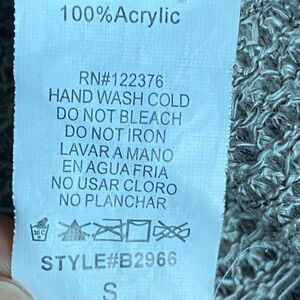 100%Acrylic
RN#122376
HAND WASH COLD
DO NOT BLEACH
DO NOT IRON
LAVAR A MANO
EN AGUA FRIA
NO USAR CLORO
NO PLANCHAR
STYLE#B2966
S